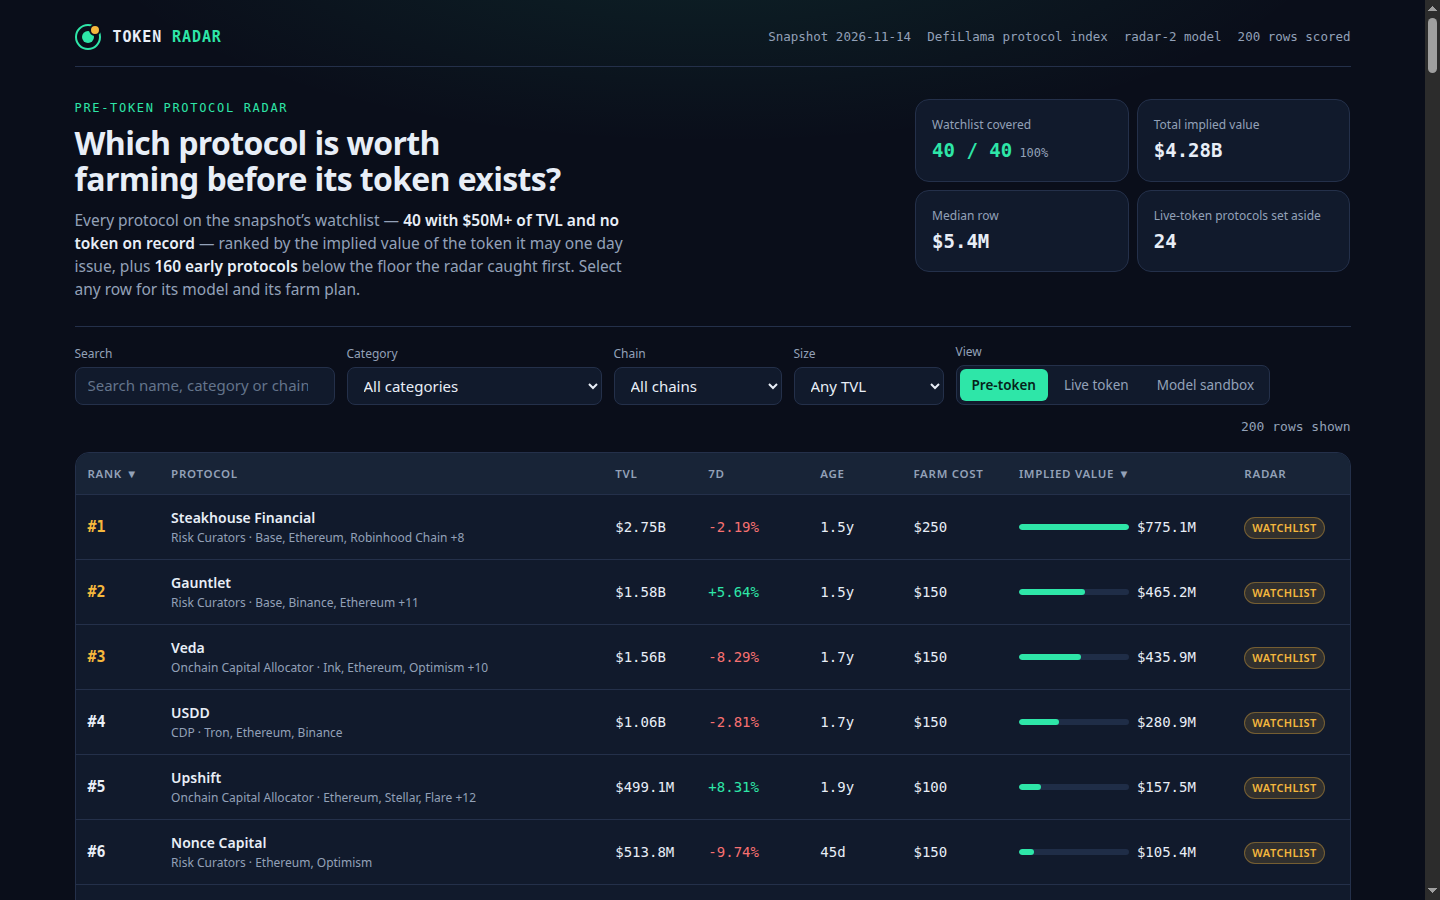 TOKEN RADAR
Snapshot 2026-11-14 DefiLlama protocol index radar-2 model 200 rows scored
PRE-TOKEN PROTOCOL RADAR
Which protocol is worth
farming before its token exists?
Every protocol on the snapshot's watchlist — 40 with $50M+ of TVL and no
token on record — ranked by the implied value of the token it may one day
issue, plus 160 early protocols below the floor the radar caught first. Select
any row for its model and its farm plan.
Watchlist covered
40 / 40 100%
Total implied value
$4.28B
Median row
$5.4M
Live-token protocols set aside
24
Search
Search name, category or chain
Category
All categories
Chain
All chains
Size
Any TVL
View
Pre-token Live token Model sandbox
200 rows shown
RANK ▼ PROTOCOL TVL 7D AGE FARM COST IMPLIED VALUE ▼ RADAR
#1 Steakhouse Financial $2.75B -2.19% 1.5y $250 $775.1M WATCHLIST
Risk Curators · Base, Ethereum, Robinhood Chain +8
#2 Gauntlet $1.58B +5.64% 1.5y $150 $465.2M WATCHLIST
Risk Curators · Base, Binance, Ethereum +11
#3 Veda $1.56B -8.29% 1.7y $150 $435.9M WATCHLIST
Onchain Capital Allocator · Ink, Ethereum, Optimism +10
#4 USDD $1.06B -2.81% 1.7y $150 $280.9M WATCHLIST
CDP · Tron, Ethereum, Binance
#5 Upshift $499.1M +8.31% 1.9y $100 $157.5M WATCHLIST
Onchain Capital Allocator · Ethereum, Stellar, Flare +12
#6 Nonce Capital $513.8M -9.74% 45d $150 $105.4M WATCHLIST
Risk Curators · Ethereum, Optimism